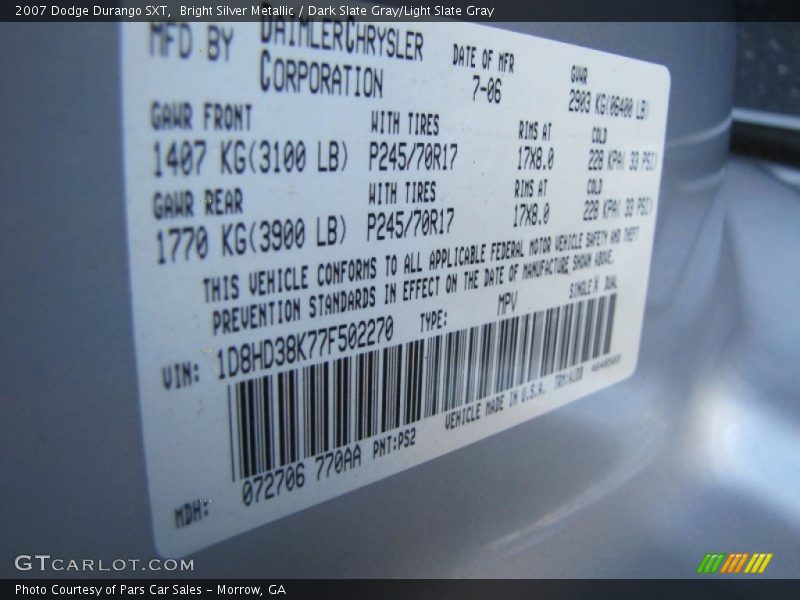 2007 Dodge Durango SXT, Bright Silver Metallic / Dark Slate Gray/Light Slate Gray
MFD BY DAIMLERCHRYSLER CORPORATION
DATE OF MFR
7-06
GVWR
2903 KG(06400 LB)
GAWR FRONT WITH TIRES RIMS AT COLD
1407 KG(3100 LB) P245/70R17 17X8.0 228 KPA( 33 PSI)
GAWR REAR WITH TIRES RIMS AT COLD
1770 KG(3900 LB) P245/70R17 17X8.0 228 KPA( 33 PSI)
THIS VEHICLE CONFORMS TO ALL APPLICABLE FEDERAL MOTOR VEHICLE SAFETY AND THEFT
PREVENTION STANDARDS IN EFFECT ON THE DATE OF MANUFACTURE SHOWN ABOVE.
VIN: 1D8HD38K77F502270 TYPE: MPV SINGLE X DUAL
VEHICLE MADE IN U.S.A.
MDH: 072706 770AA PNT:PS2
GTCARLOT.COM
Photo Courtesy of Pars Car Sales - Morrow, GA